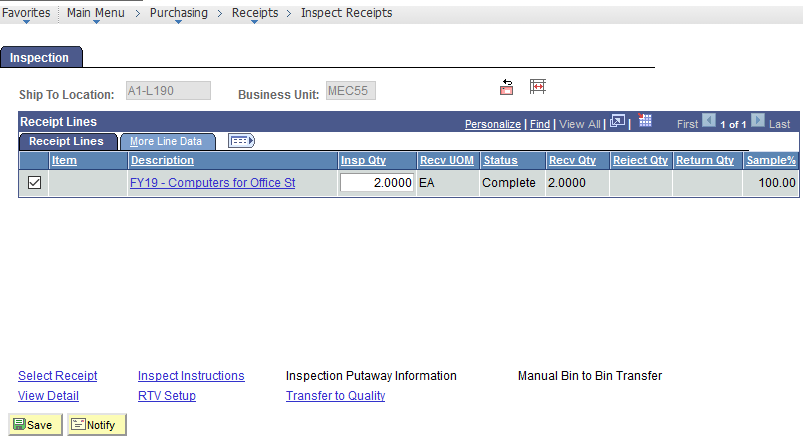 Favorites Main Menu > Purchasing > Receipts > Inspect Receipts
Inspection
Ship To Location: A1-L190 Business Unit: MEC55
Receipt Lines Personalize | Find | View All | | First 1 of 1 Last
Receipt Lines More Line Data
Item Description Insp Qty Recv UOM Status Recv Qty Reject Qty Return Qty Sample%
FY19 - Computers for Office St 2.0000 EA Complete 2.0000 100.00
Select Receipt Inspect Instructions Inspection Putaway Information Manual Bin to Bin Transfer
View Detail RTV Setup Transfer to Quality
Save Notify